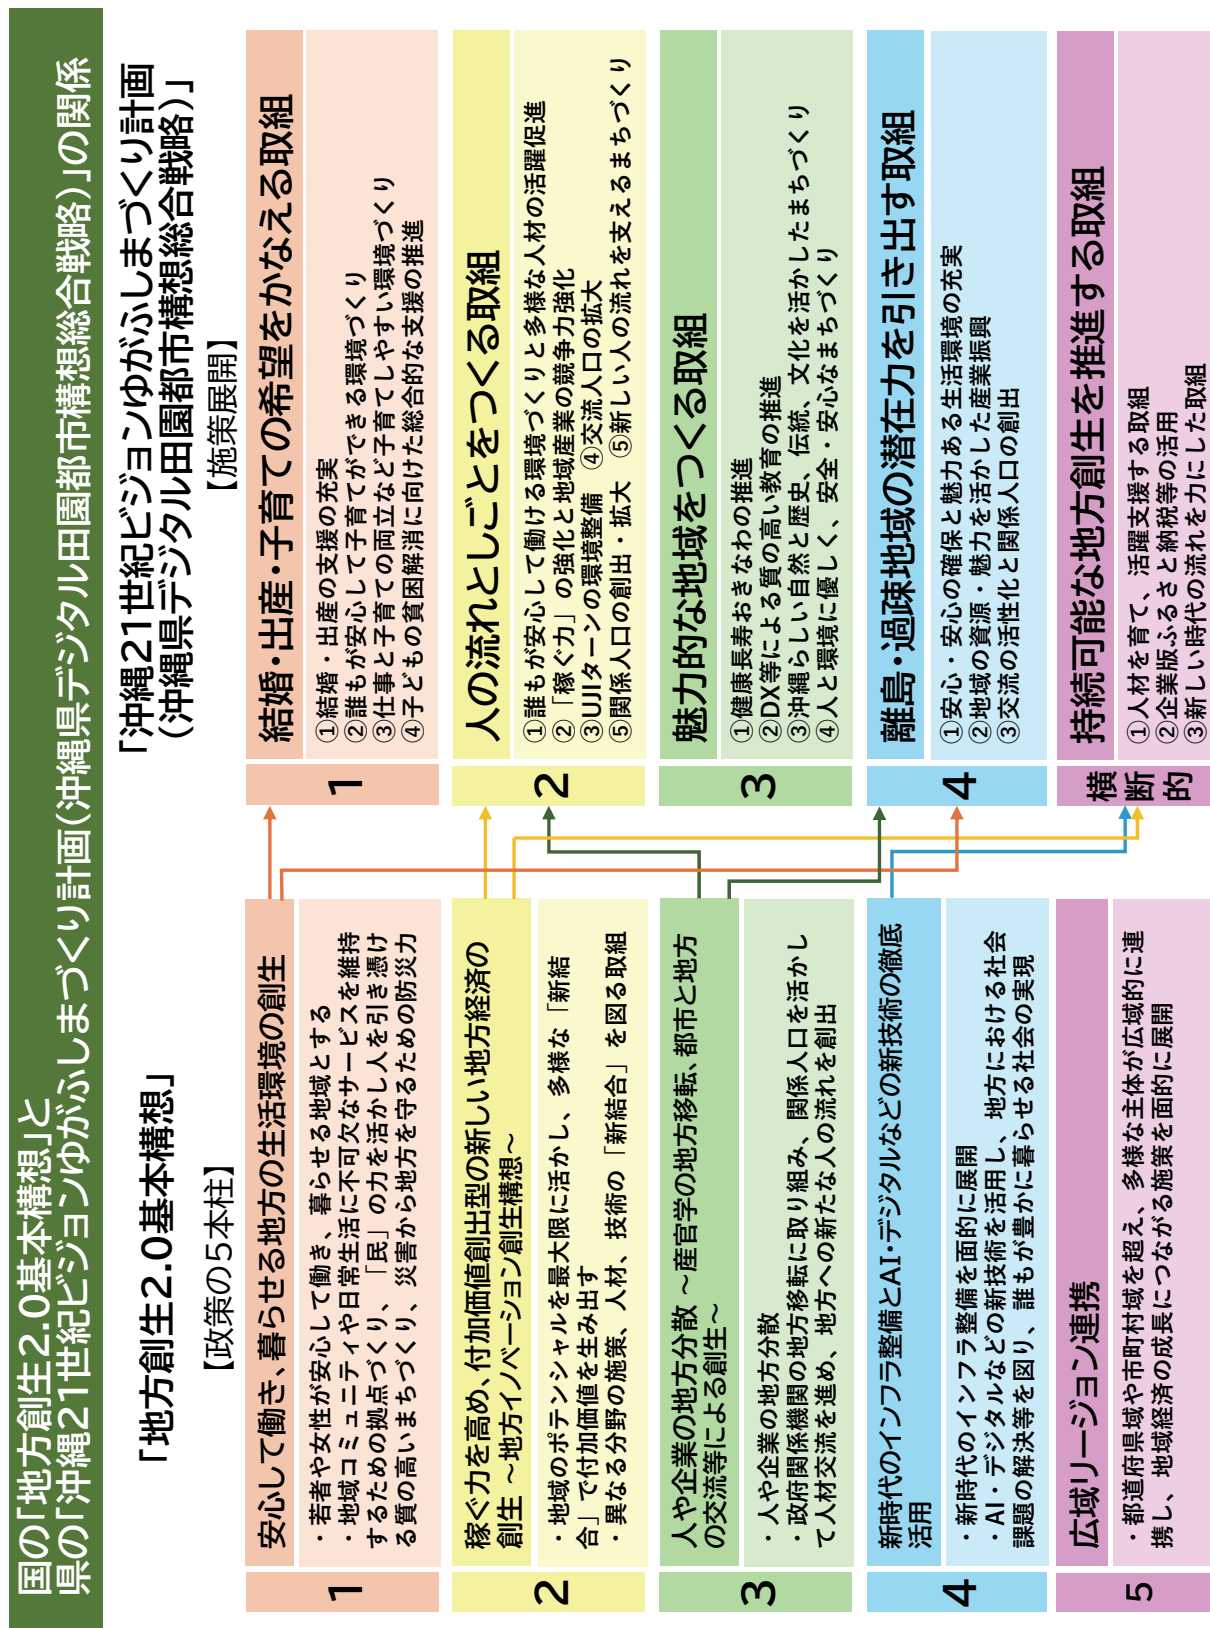 国の「地方創生2.0基本構想」と
県の「沖縄21世紀ビジョンゆがふしまづくり計画(沖縄県デジタル田園都市構想総合戦略)」の関係
「地方創生2.0基本構想」
【政策の5本柱】
1
安心して働き、暮らせる地方の生活環境の創生
・若者や女性が安心して働き、暮らせる地域とする
・地域コミュニティや日常生活に不可欠なサービスを維持
するための拠点づくり、「民」の力を活かし人を引き憑け
る質の高いまちづくり、災害から地方を守るための防災力
2
稼ぐ力を高め、付加価値創出型の新しい地方経済の
創生 ～地方イノベーション創生構想～
・地域のポテンシャルを最大限に活かし、多様な「新結
合」で付加価値を生み出す
・異なる分野の施策、人材、技術の「新結合」を図る取組
3
人や企業の地方分散 ～産官学の地方移転、都市と地方
の交流等による創生～
・人や企業の地方分散
・政府関係機関の地方移転に取り組み、関係人口を活かし
て人材交流を進め、地方への新たな人の流れを創出
4
新時代のインフラ整備とAI・デジタルなどの新技術の徹底
活用
・新時代のインフラ整備を面的に展開
・AI・デジタルなどの新技術を活用し、地方における社会
課題の解決等を図り、誰もが豊かに暮らせる社会の実現
5
広域リージョン連携
・都道府県域や市町村域を超え、多様な主体が広域的に連
携し、地域経済の成長につながる施策を面的に展開
「沖縄21世紀ビジョンゆがふしまづくり計画
(沖縄県デジタル田園都市構想総合戦略)」
【施策展開】
1
結婚・出産・子育ての希望をかなえる取組
①結婚・出産の支援の充実
②誰もが安心して子育てができる環境づくり
③仕事と子育ての両立など子育てしやすい環境づくり
④子どもの貧困解消に向けた総合的な支援の推進
2
人の流れとしごとをつくる取組
①誰もが安心して働ける環境づくりと多様な人材の活躍促進
②「稼ぐ力」の強化と地域産業の競争力強化
③UJIターンの環境整備 ④交流人口の拡大
⑤関係人口の創出・拡大 ⑤新しい人の流れを支えるまちづくり
3
魅力的な地域をつくる取組
①健康長寿おきなわの推進
②DX等による質の高い教育の推進
③沖縄らしい自然と歴史、伝統、文化を活かしたまちづくり
④人と環境に優しく、安全・安心なまちづくり
4
離島・過疎地域の潜在力を引き出す取組
①安心・安心の確保と魅力ある生活環境の充実
②地域の資源・魅力を活かした産業振興
③交流の活性化と関係人口の創出
横断的
持続可能な地方創生を推進する取組
①人材を育て、活躍支援する取組
②企業版ふるさと納税等の活用
③新しい時代の流れを力にした取組